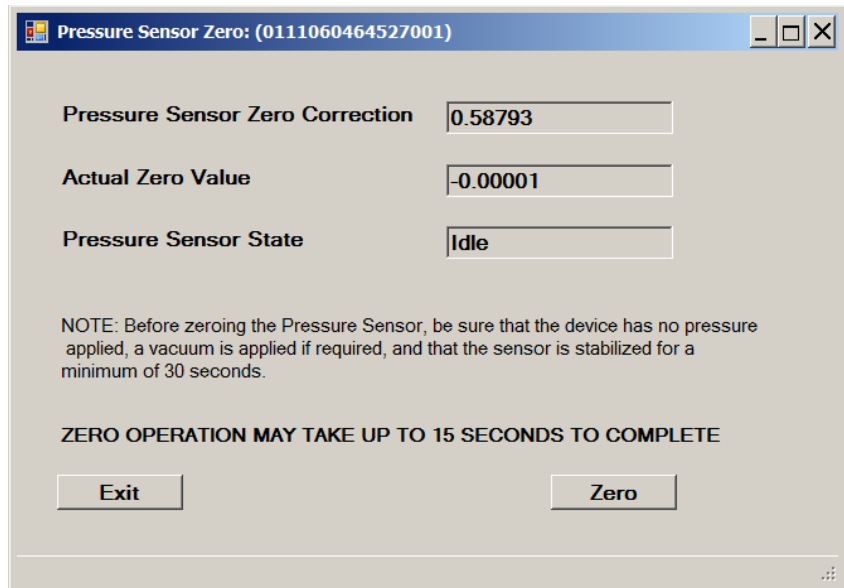 Pressure Sensor Zero: (0111060464527001)
Pressure Sensor Zero Correction 0.58793
Actual Zero Value -0.00001
Pressure Sensor State Idle
NOTE: Before zeroing the Pressure Sensor, be sure that the device has no pressure
applied, a vacuum is applied if required, and that the sensor is stabilized for a
minimum of 30 seconds.
ZERO OPERATION MAY TAKE UP TO 15 SECONDS TO COMPLETE
Exit Zero